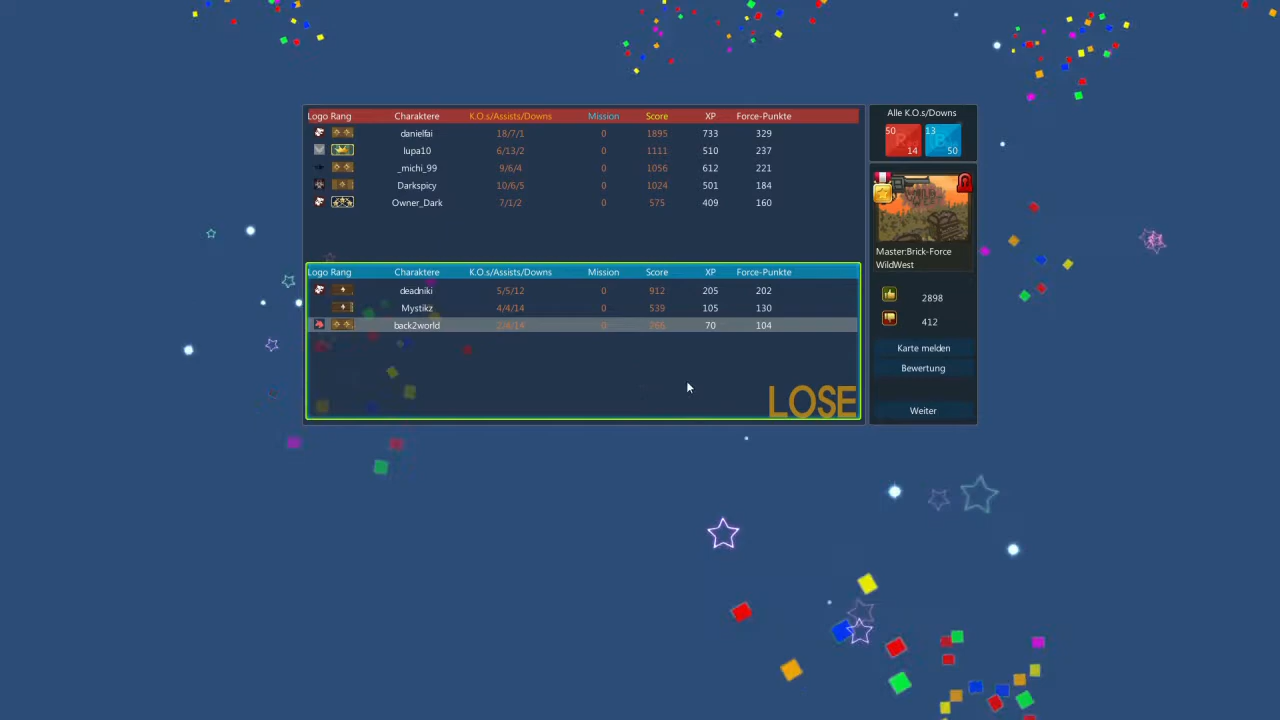 Logo Rang Charaktere K.O.s/Assists/Downs Mission Score XP Force-Punkte
danielfai 18/7/1 0 1895 733 329
lupa10 6/13/2 0 1111 510 237
_michi_99 9/6/4 0 1056 612 221
Darkspicy 10/6/5 0 1024 501 184
Owner_Dark 7/1/2 0 575 409 160
Logo Rang Charaktere K.O.s/Assists/Downs Mission Score XP Force-Punkte
deadniki 5/5/12 0 912 205 202
Mystikz 4/4/14 0 539 105 130
back2world 0 266 70 104
LOSE
Alle K.O.s/Downs
50 14 13 50
Master:Brick-Force
WildWest
2898
412
Karte melden
Bewertung
Weiter